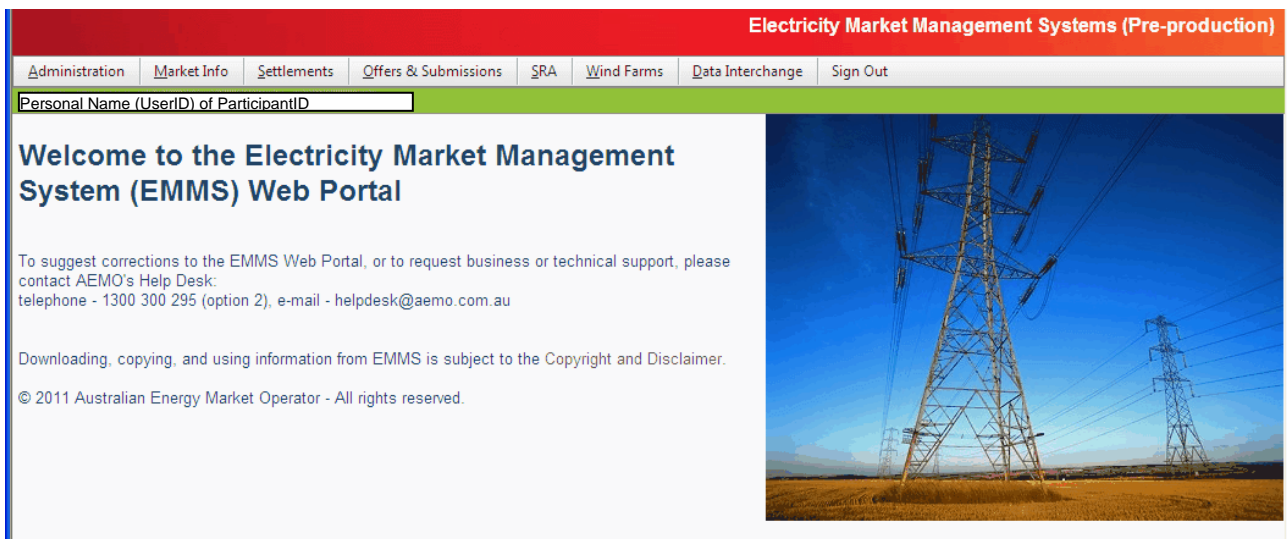 Electricity Market Management Systems (Pre-production)
Administration Market Info Settlements Offers & Submissions SRA Wind Farms Data Interchange Sign Out
Personal Name (UserID) of ParticipantID
Welcome to the Electricity Market Management
System (EMMS) Web Portal
To suggest corrections to the EMMS Web Portal, or to request business or technical support, please
contact AEMO's Help Desk:
telephone - 1300 300 295 (option 2), e-mail - helpdesk@aemo.com.au
Downloading, copying, and using information from EMMS is subject to the Copyright and Disclaimer.
© 2011 Australian Energy Market Operator - All rights reserved.